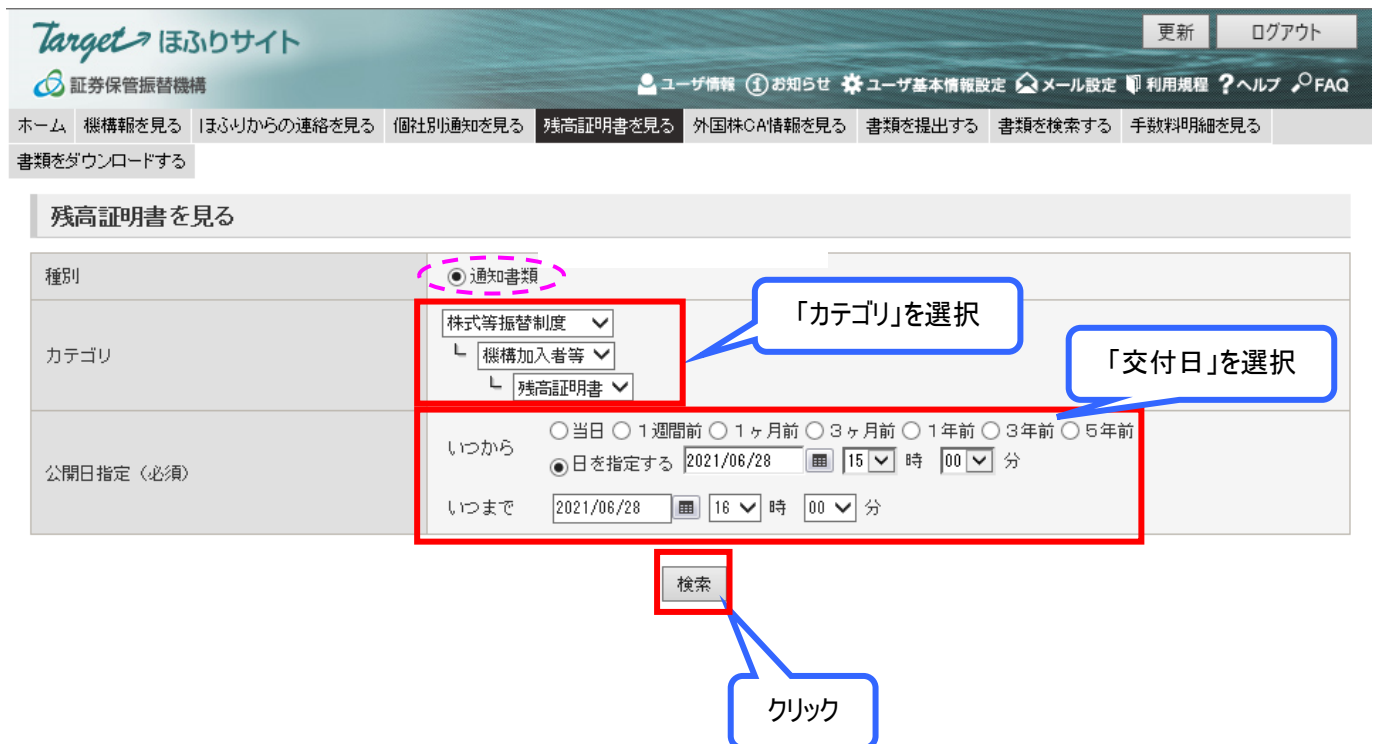 Target ほふりサイト
更新 ログアウト
証券保管振替機構
ユーザ情報 お知らせ ユーザ基本情報設定 メール設定 利用規程 ?ヘルプ FAQ
ホーム 機構報を見る ほふりからの連絡を見る 個社別通知を見る 残高証明書を見る 外国株CA情報を見る 書類を提出する 書類を検索する 手数料明細を見る
書類をダウンロードする
残高証明書を見る
種別 通知書類
「カテゴリ」を選択
カテゴリ
株式等振替制度
機構加入者等
残高証明書
「交付日」を選択
公開日指定（必須）
いつから 当日 1週間前 1ヶ月前 3ヶ月前 1年前 3年前 5年前
日を指定する 2021/06/28 15 時 00 分
いつまで 2021/06/28 16 時 00 分
検索
クリック